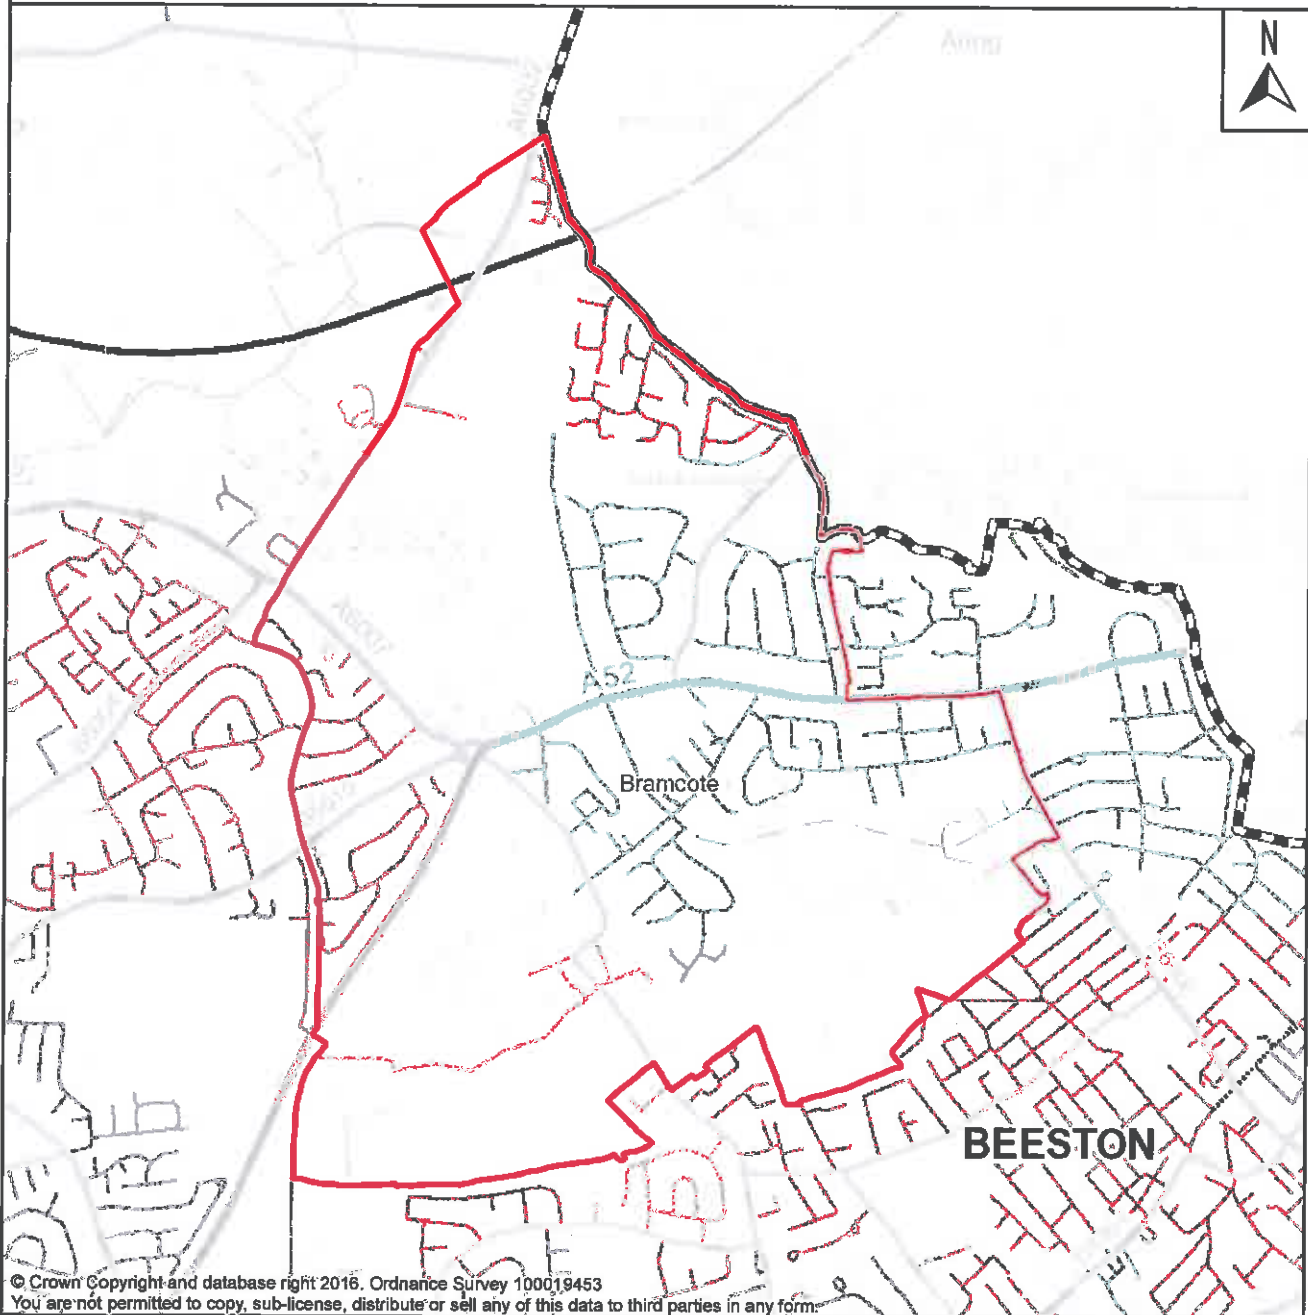 N
A6002
A52
A6007
Bramcote
BEESTON
© Crown Copyright and database right 2016. Ordnance Survey 100019453
You are not permitted to copy, sub-license, distribute or sell any of this data to third parties in any form.